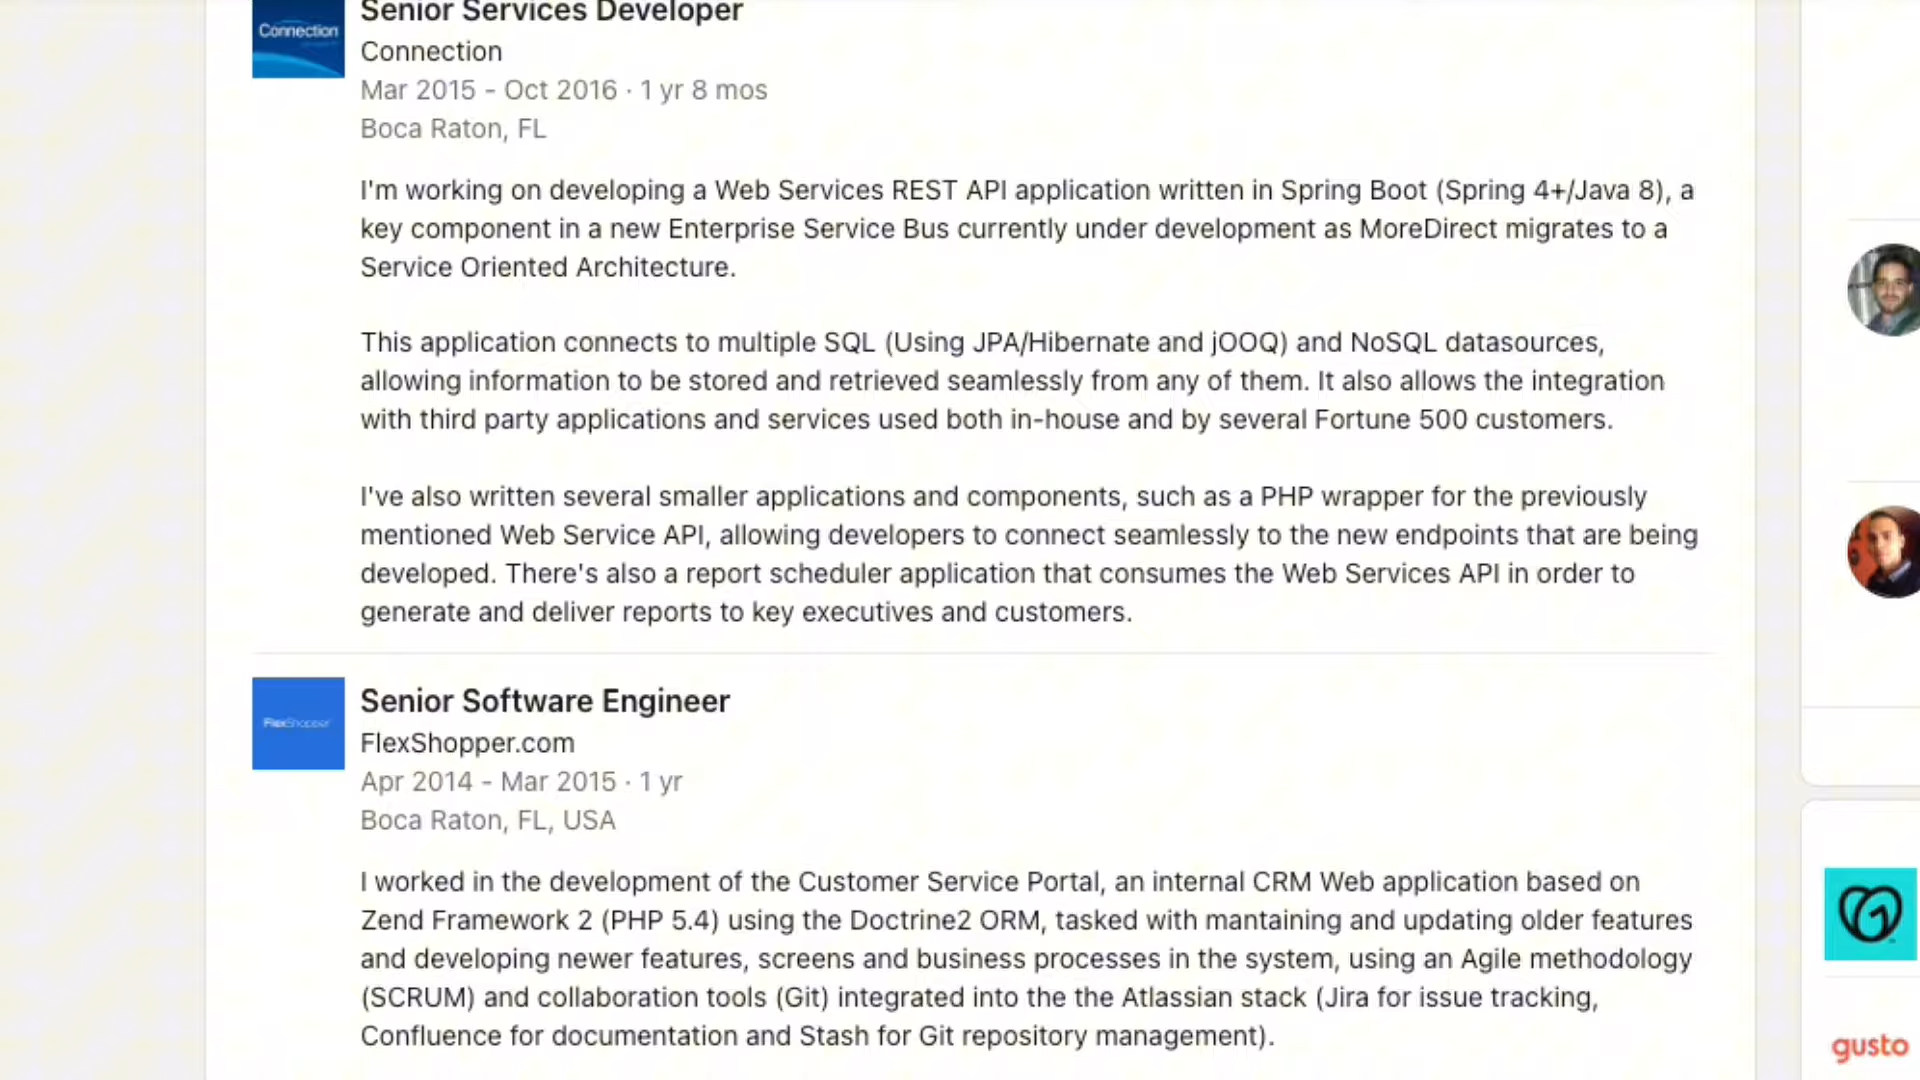 Senior Services Developer
Connection
Connection
Mar 2015 - Oct 2016 · 1 yr 8 mos
Boca Raton, FL
I'm working on developing a Web Services REST API application written in Spring Boot (Spring 4+/Java 8), a
key component in a new Enterprise Service Bus currently under development as MoreDirect migrates to a
Service Oriented Architecture.
This application connects to multiple SQL (Using JPA/Hibernate and jOOQ) and NoSQL datasources,
allowing information to be stored and retrieved seamlessly from any of them. It also allows the integration
with third party applications and services used both in-house and by several Fortune 500 customers.
I've also written several smaller applications and components, such as a PHP wrapper for the previously
mentioned Web Service API, allowing developers to connect seamlessly to the new endpoints that are being
developed. There's also a report scheduler application that consumes the Web Services API in order to
generate and deliver reports to key executives and customers.
Senior Software Engineer
FlexShopper
FlexShopper.com
Apr 2014 - Mar 2015 · 1 yr
Boca Raton, FL, USA
I worked in the development of the Customer Service Portal, an internal CRM Web application based on
Zend Framework 2 (PHP 5.4) using the Doctrine2 ORM, tasked with mantaining and updating older features
and developing newer features, screens and business processes in the system, using an Agile methodology
(SCRUM) and collaboration tools (Git) integrated into the the Atlassian stack (Jira for issue tracking,
Confluence for documentation and Stash for Git repository management).
gusto